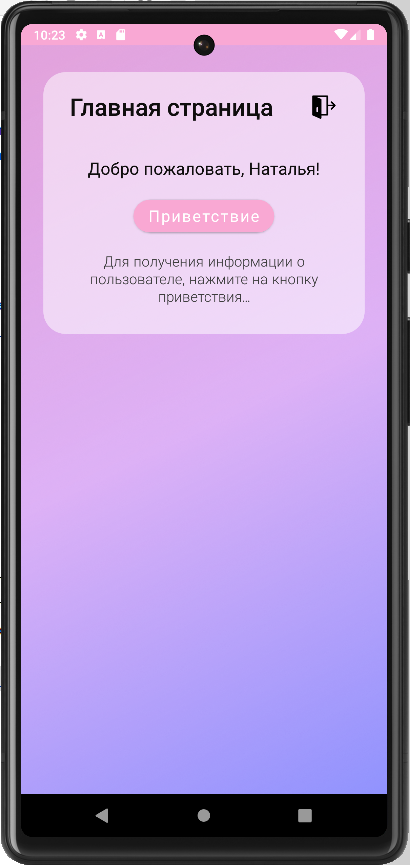 10:23
Главная страница
Добро пожаловать, Наталья!
Приветствие
Для получения информации о
пользователе, нажмите на кнопку
приветствия...